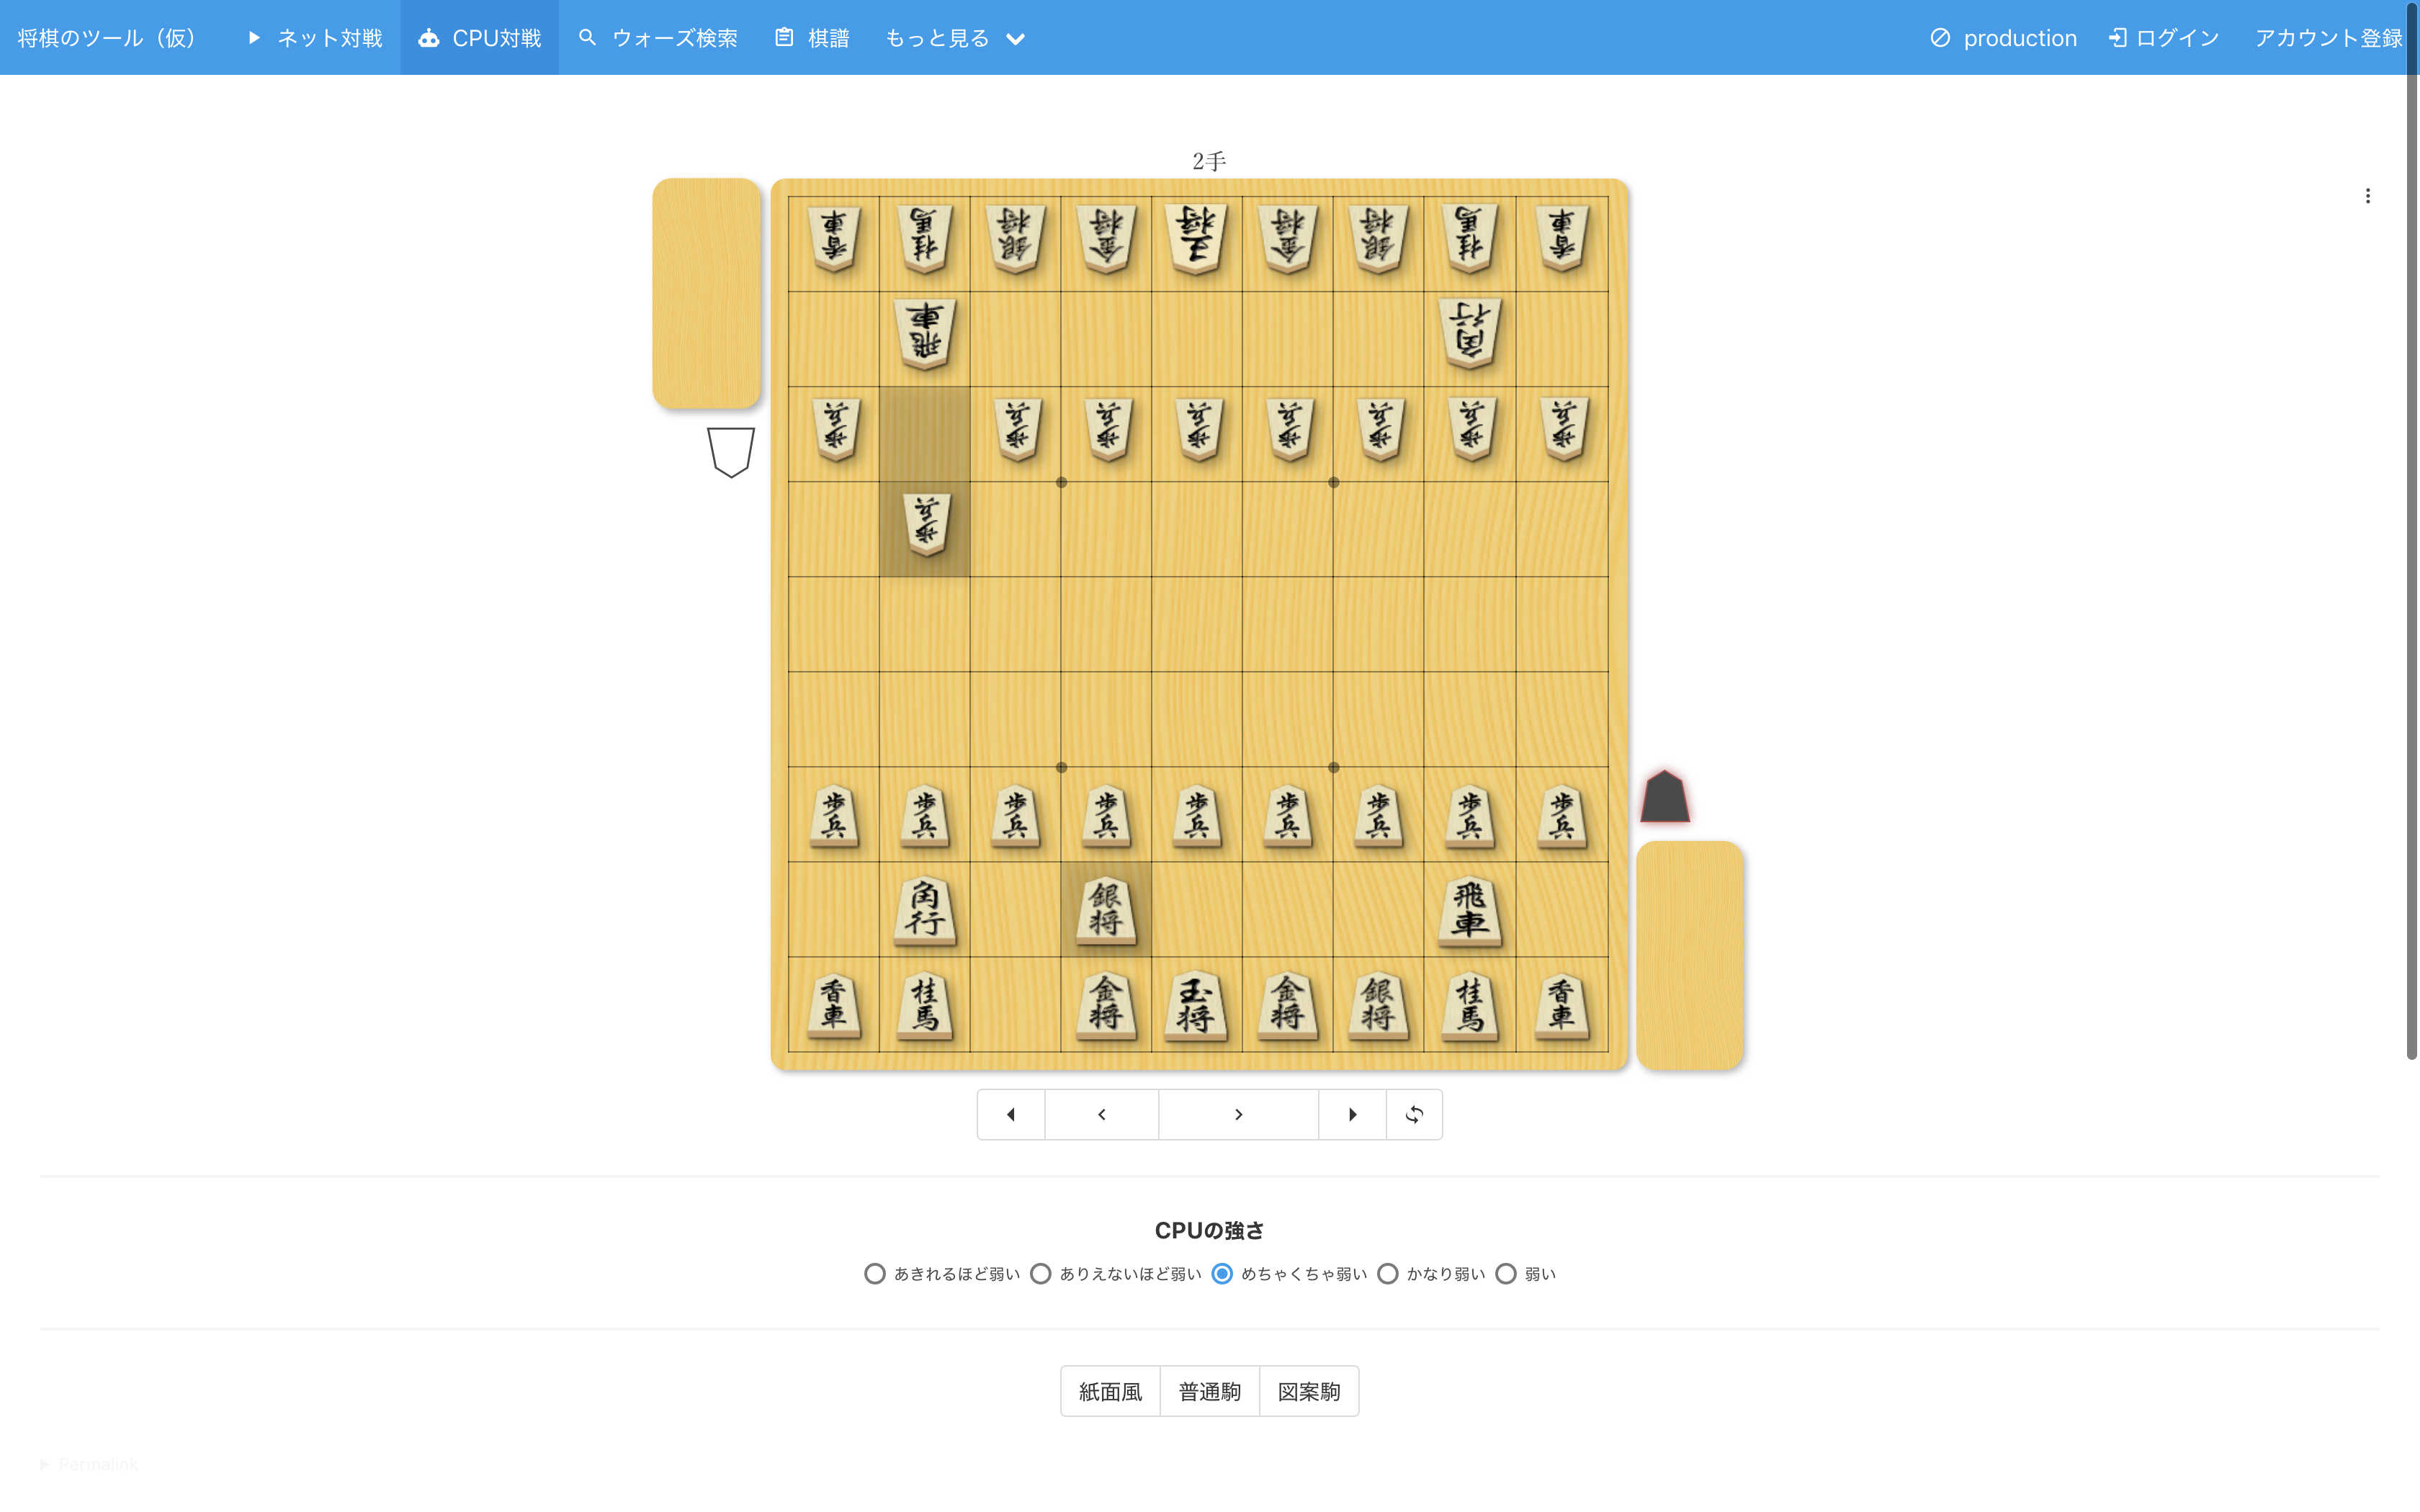 将棋のツール（仮） ネット対戦 CPU対戦 ウォーズ検索 棋譜 もっと見る production ログイン アカウント登録
2手
香車 桂馬 銀将 金将 王将 金将 銀将 桂馬 香車
飛車 角行
歩兵 歩兵 歩兵 歩兵 歩兵 歩兵 歩兵 歩兵
歩兵
歩兵 歩兵 歩兵 歩兵 歩兵 歩兵 歩兵 歩兵 歩兵
角行 銀将 飛車
香車 桂馬 金将 玉将 金将 銀将 桂馬 香車
CPUの強さ
あきれるほど弱い ありえないほど弱い めちゃくちゃ弱い かなり弱い 弱い
紙面風 普通駒 図案駒
Permalink